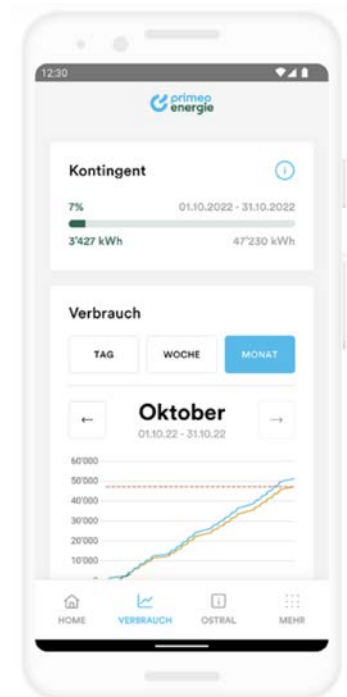 12:30
primeo
energie
Kontingent
7% 01.10.2022 - 31.10.2022
3'427 kWh 47'230 kWh
Verbrauch
TAG WOCHE MONAT
← Oktober →
01.10.22 - 31.10.22
60'000
50'000
40'000
30'000
20'000
10'000
HOME VERBRAUCH OSTRAL MEHR